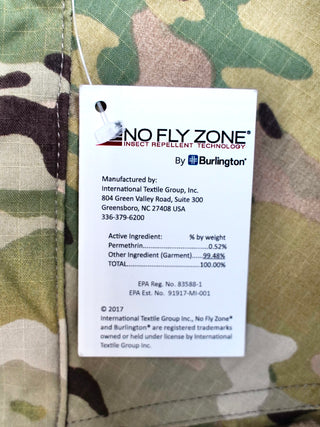 NO FLY ZONE®
INSECT REPELLENT TECHNOLOGY
By Burlington®
Manufactured by:
International Textile Group, Inc.
804 Green Valley Road, Suite 300
Greensboro, NC 27408 USA
336-379-6200
Active Ingredient: % by weight
Permethrin..........................0.52%
Other Ingredient (Garment).....99.48%
TOTAL.................................100.00%
EPA Reg. No. 83588-1
EPA Est. No. 91917-MI-001
© 2017
International Textile Group Inc., No Fly Zone®
and Burlington® are registered trademarks
owned or held under license by International
Textile Group Inc.